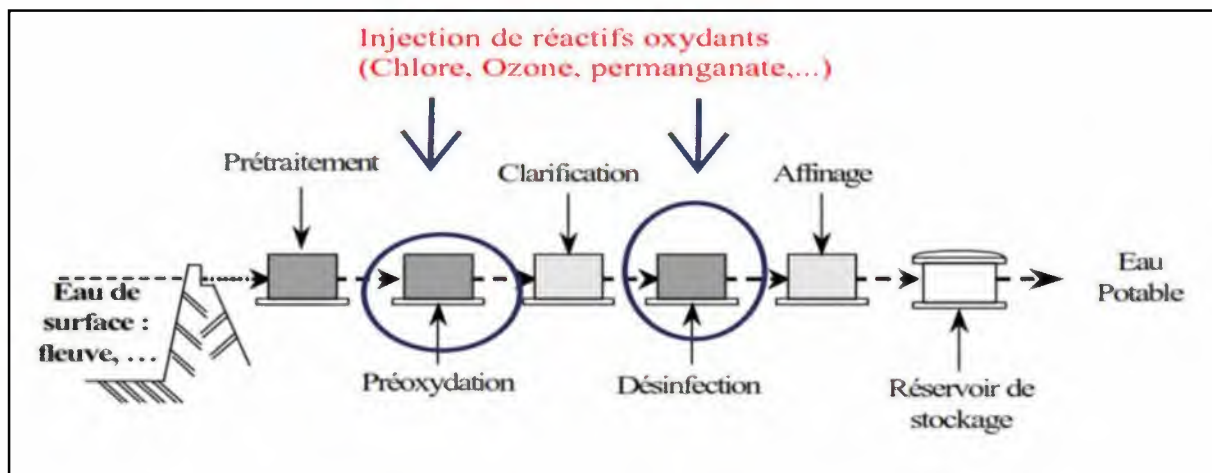 Injection de réactifs oxydants
(Chlore, Ozone, permanganate,...)
Prétraitement
Clarification
Affinage
Eau de
surface :
fleuve, …
Eau
Potable
Préoxydation
Désinfection
Réservoir de
stockage